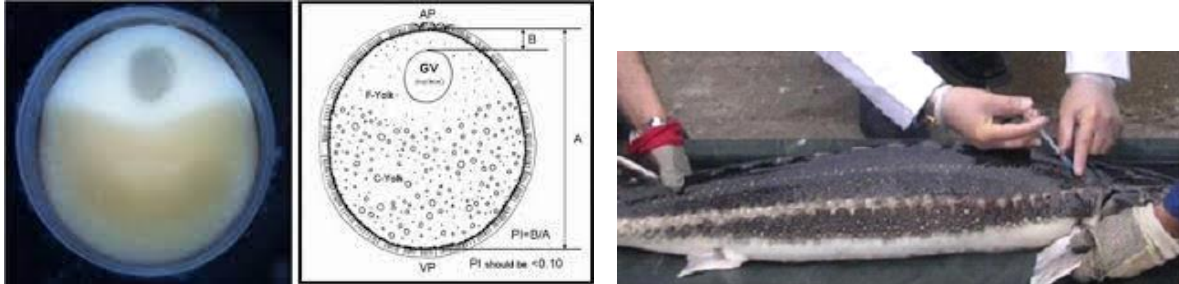 AP
B
GV
(nucleus)
F-Yolk
A
C-Yolk
PI=B/A
VP
PI should be <0.10